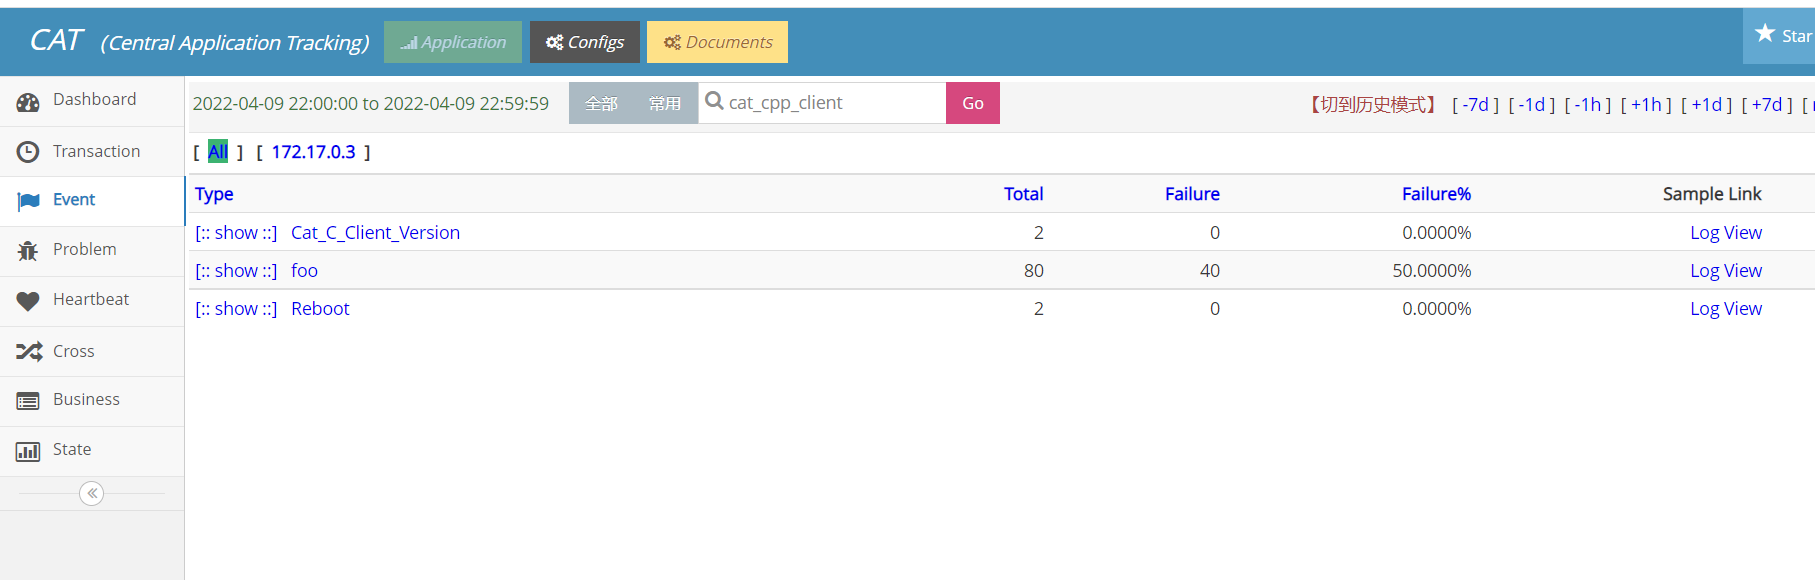 CAT (Central Application Tracking) Application Configs Documents Star
Dashboard
Transaction
Event
Problem
Heartbeat
Cross
Business
State
2022-04-09 22:00:00 to 2022-04-09 22:59:59 全部 常用 cat_cpp_client Go 【切到历史模式】 [ -7d ] [ -1d ] [ -1h ] [ +1h ] [ +1d ] [ +7d ] [
[ All ] [ 172.17.0.3 ]
Type Total Failure Failure% Sample Link
[:: show ::] Cat_C_Client_Version 2 0 0.0000% Log View
[:: show ::] foo 80 40 50.0000% Log View
[:: show ::] Reboot 2 0 0.0000% Log View